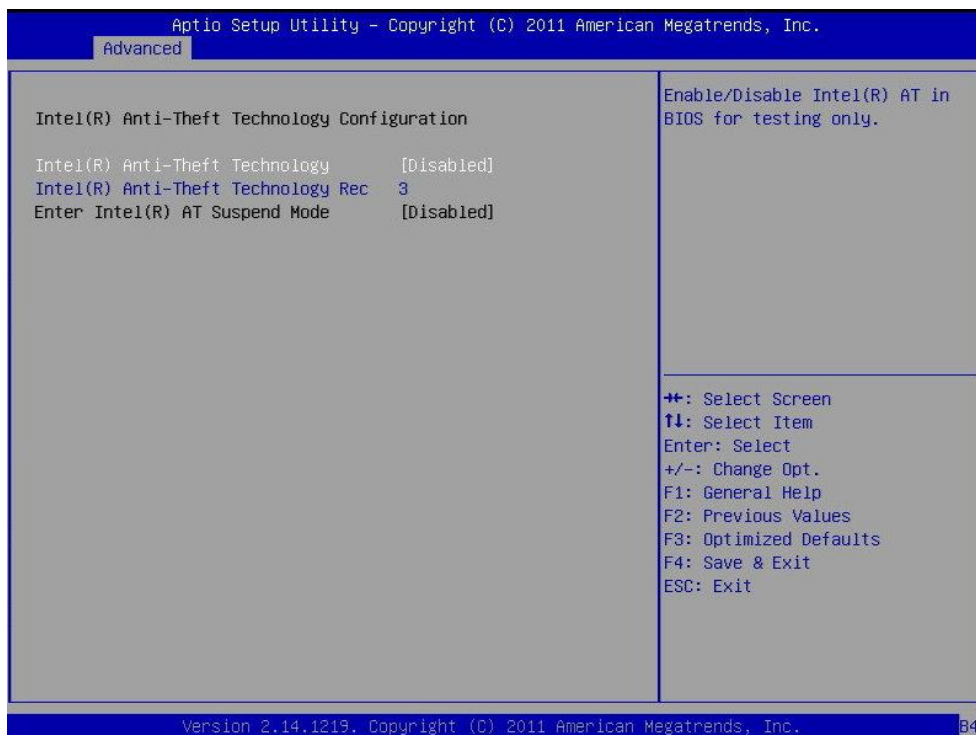 Aptio Setup Utility – Copyright (C) 2011 American Megatrends, Inc.
Advanced
Intel(R) Anti-Theft Technology Configuration
Intel(R) Anti-Theft Technology [Disabled]
Intel(R) Anti-Theft Technology Rec 3
Enter Intel(R) AT Suspend Mode [Disabled]
Enable/Disable Intel(R) AT in
BIOS for testing only.
→←: Select Screen
↑↓: Select Item
Enter: Select
+/-: Change Opt.
F1: General Help
F2: Previous Values
F3: Optimized Defaults
F4: Save & Exit
ESC: Exit
Version 2.14.1219. Copyright (C) 2011 American Megatrends, Inc.
B4